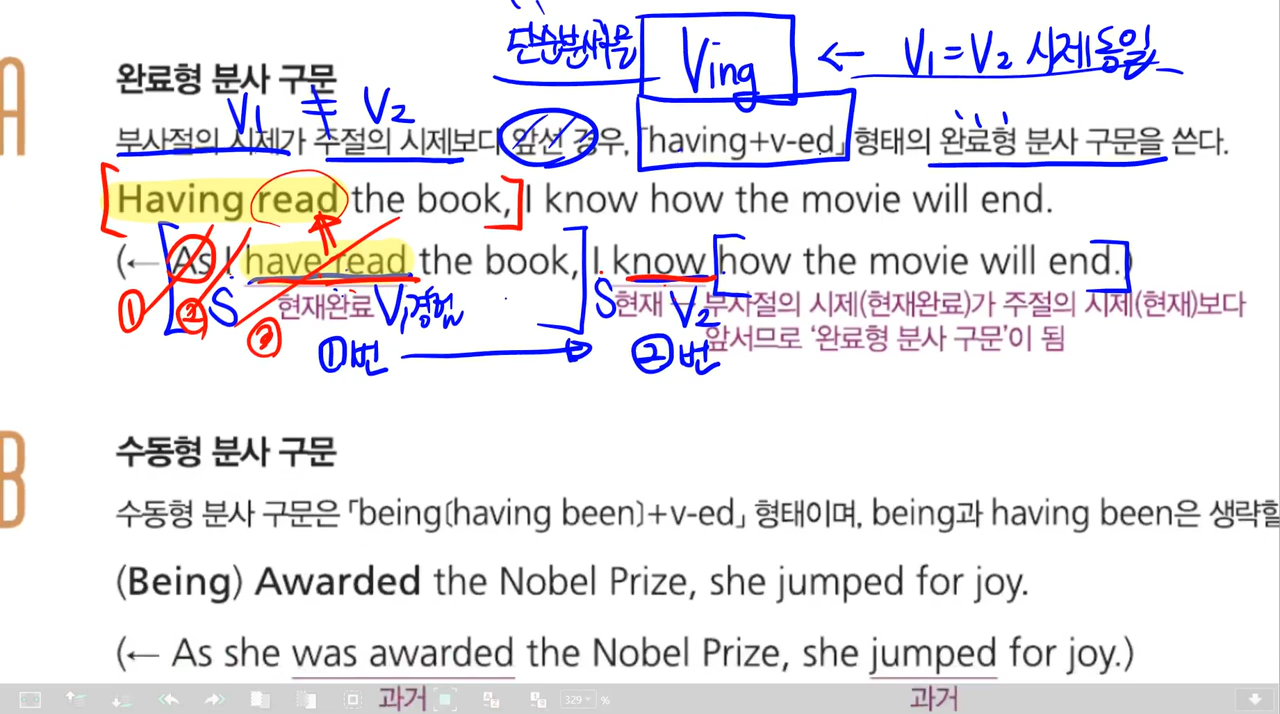 단순분사구문 Ving ← V1 = V2 시제 동일
A
완료형 분사 구문
V1 ≠ V2
부사절의 시제가 주절의 시제보다 앞선 경우, 「having+v-ed」 형태의 완료형 분사 구문을 쓴다.
Having read the book, I know how the movie will end.
(← As I have read the book, I know how the movie will end.)
① ② S ③ 현재완료 V1 경험 S 현재 – V2 부사절의 시제(현재완료)가 주절의 시제(현재)보다
앞서므로 '완료형 분사 구문'이 됨
①번 → ②번
B
수동형 분사 구문
수동형 분사 구문은 「being(having been)+v-ed」 형태이며, being과 having been은 생략할
(Being) Awarded the Nobel Prize, she jumped for joy.
(← As she was awarded the Nobel Prize, she jumped for joy.)
과거 과거
329 %